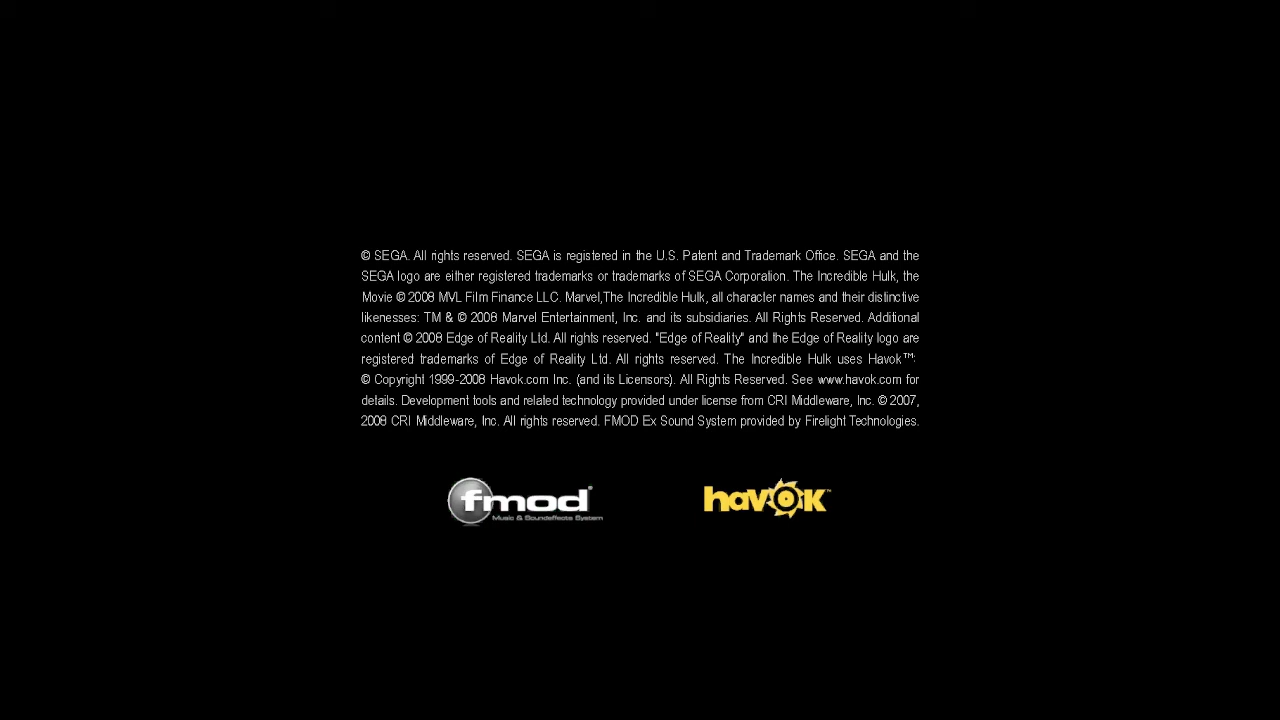 © SEGA. All rights reserved. SEGA is registered in the U.S. Patent and Trademark Office. SEGA and the
SEGA logo are either registered trademarks or trademarks of SEGA Corporation. The Incredible Hulk, the
Movie © 2008 MVL Film Finance LLC. Marvel,The Incredible Hulk, all character names and their distinctive
likenesses: TM & © 2008 Marvel Entertainment, Inc. and its subsidiaries. All Rights Reserved. Additional
content © 2008 Edge of Reality Ltd. All rights reserved. "Edge of Reality" and the Edge of Reality logo are
registered trademarks of Edge of Reality Ltd. All rights reserved. The Incredible Hulk uses Havok™:
© Copyright 1999-2008 Havok.com Inc. (and its Licensors). All Rights Reserved. See www.havok.com for
details. Development tools and related technology provided under license from CRI Middleware, Inc. © 2007,
2008 CRI Middleware, Inc. All rights reserved. FMOD Ex Sound System provided by Firelight Technologies.
fmod®
Music & Soundeffects System
havok™